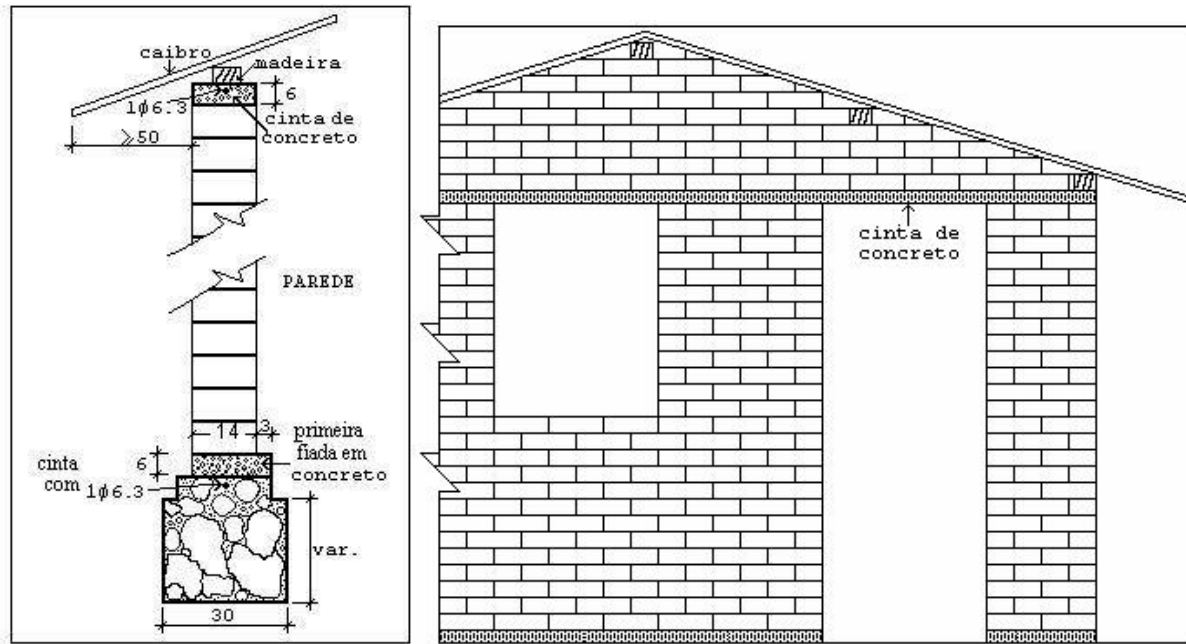 caibro
madeira
1ϕ6.3
6
cinta de
concreto
⩾50
PAREDE
14
3
primeira
fiada em
concreto
6
cinta
com
1ϕ6.3
var.
30
cinta de
concreto